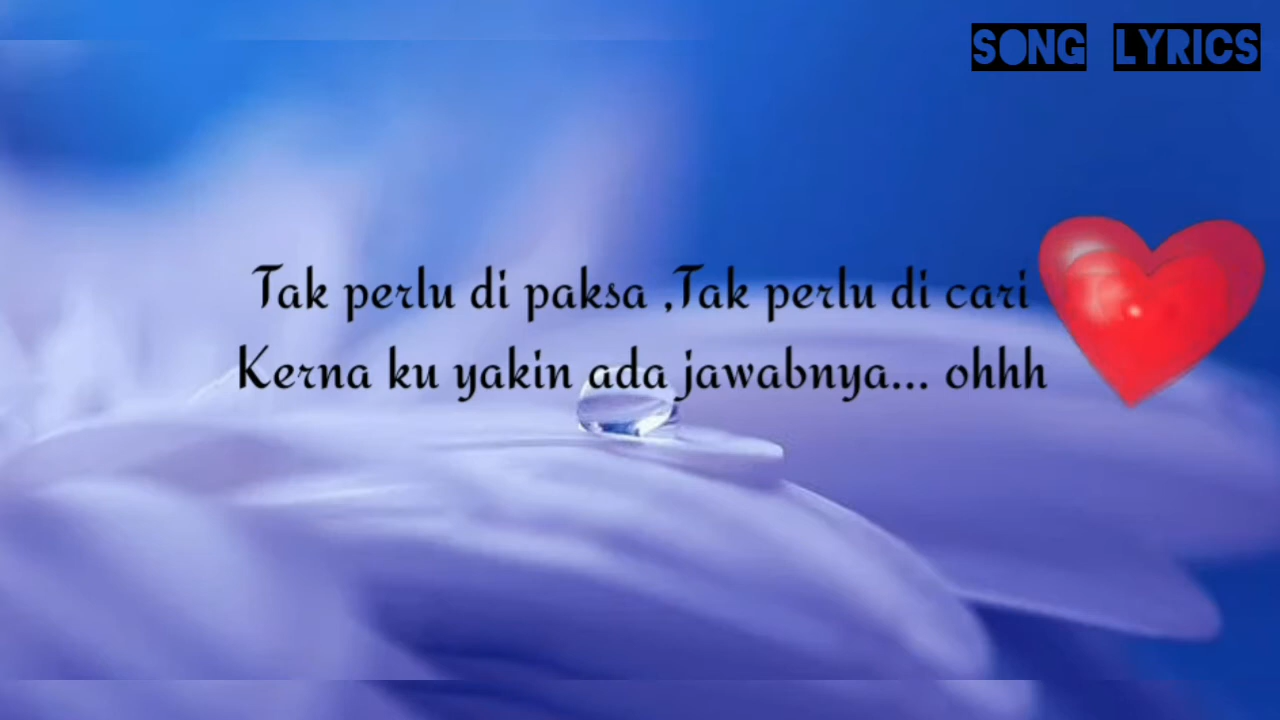 SONG LYRICS
Tak perlu di paksa ,Tak perlu di cari
Kerna ku yakin ada jawabnya... ohhh